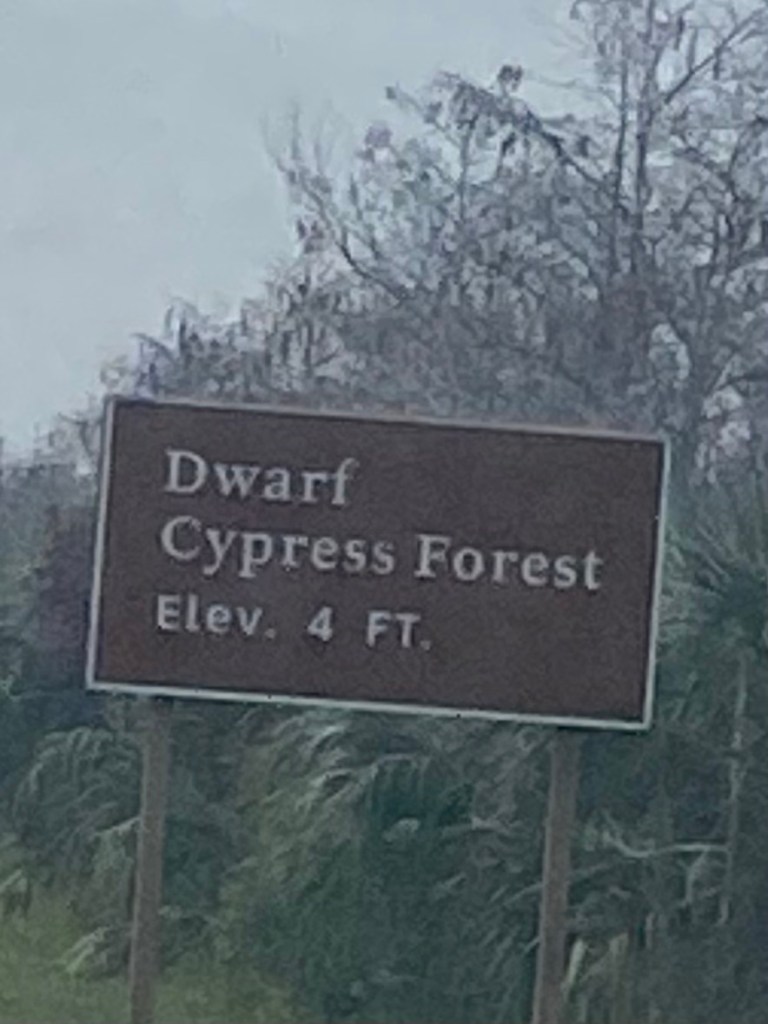 Dwarf
Cypress Forest
Elev. 4 FT.